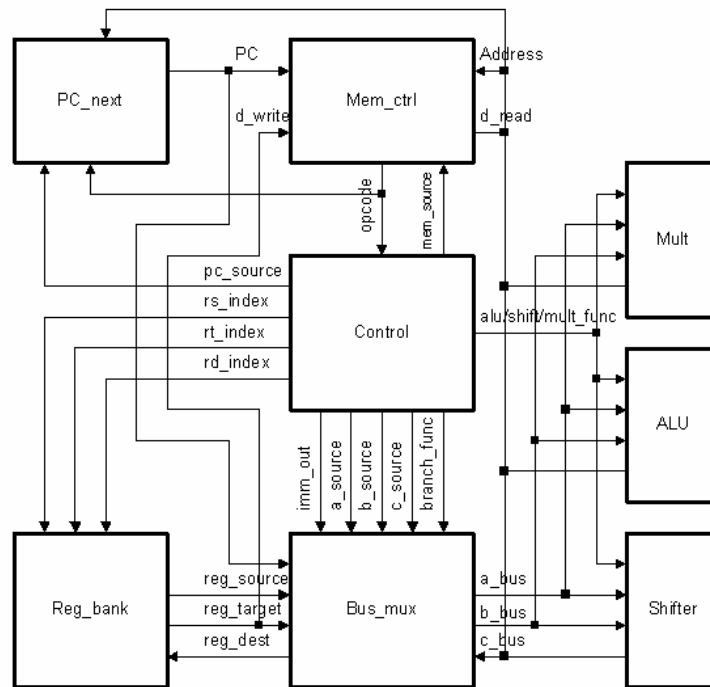 PC
Address
PC_next
Mem_ctrl
d_write
d_read
opcode
mem_source
Mult
pc_source
rs_index
rt_index
rd_index
Control
alu/shift/mult_func
ALU
imm_out
a_source
b_source
c_source
branch_func
Reg_bank
reg_source
reg_target
reg_dest
Bus_mux
a_bus
b_bus
c_bus
Shifter